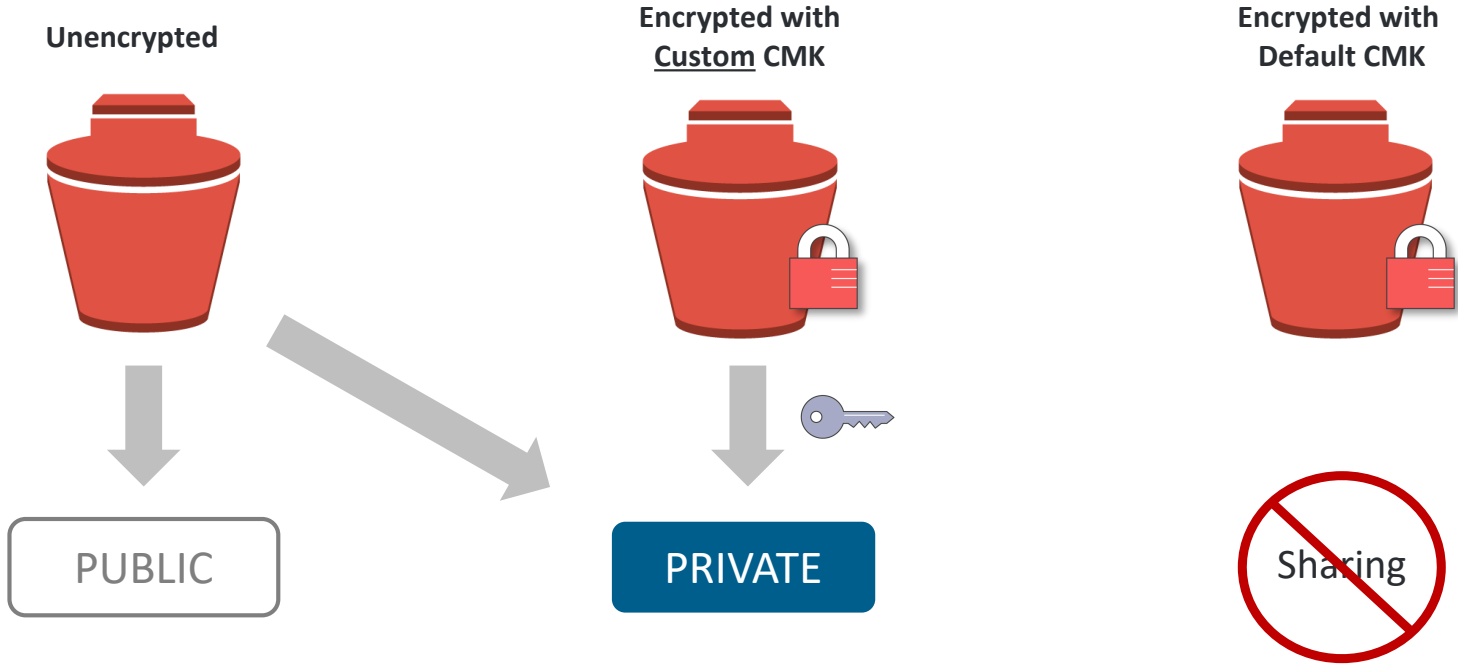 Unencrypted
Encrypted with
Custom CMK
Encrypted with
Default CMK
PUBLIC
PRIVATE
Sharing